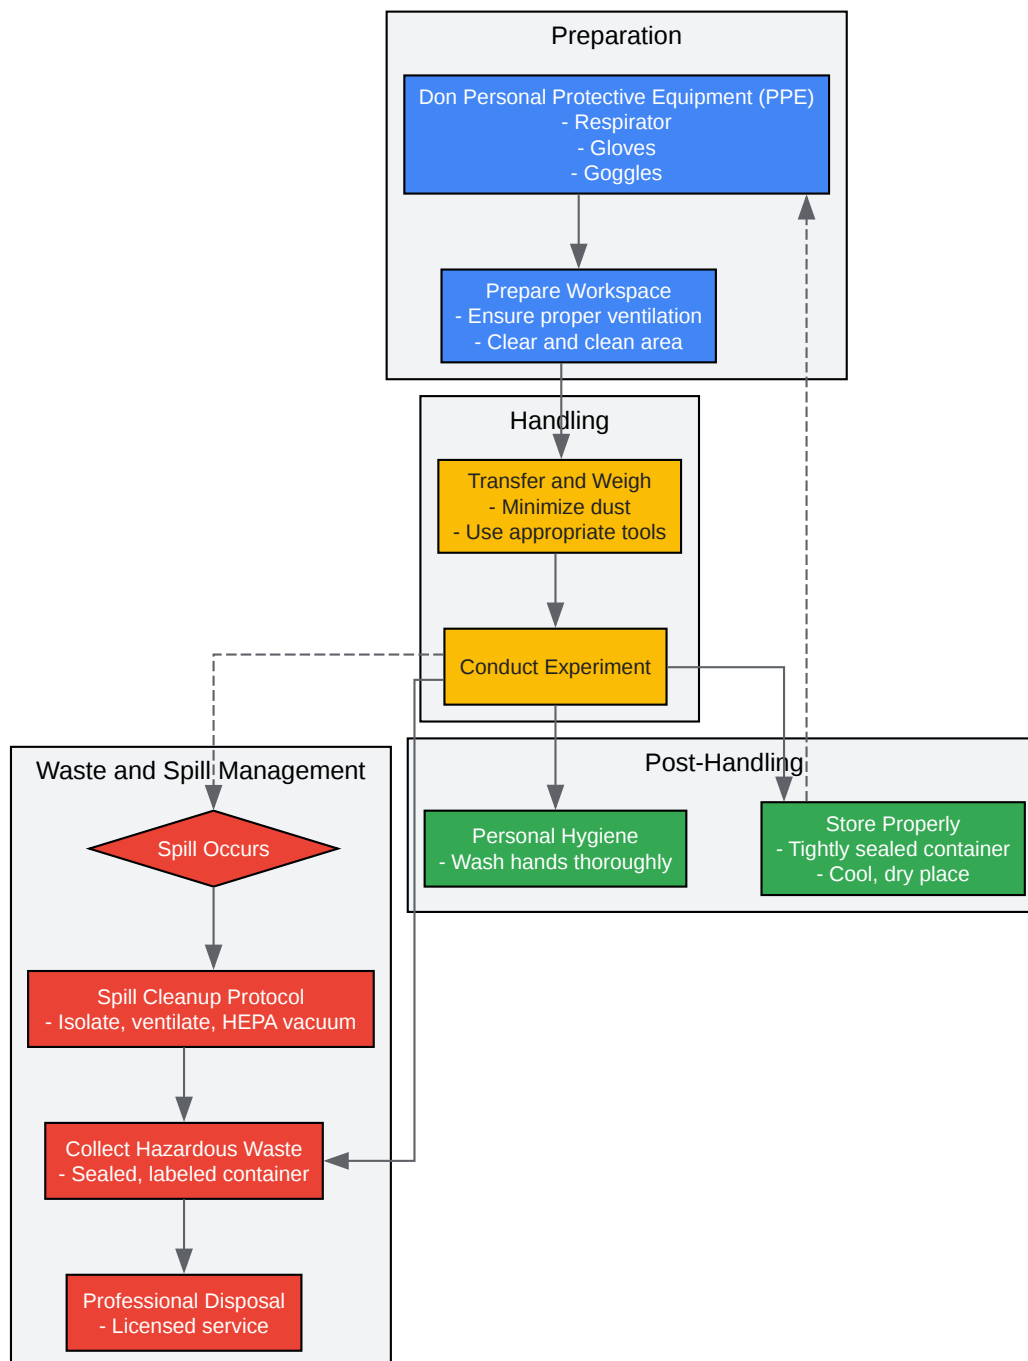 Preparation
Don Personal Protective Equipment (PPE)
- Respirator
- Gloves
- Goggles
Prepare Workspace
- Ensure proper ventilation
- Clear and clean area
Handling
Transfer and Weigh
- Minimize dust
- Use appropriate tools
Conduct Experiment
Post-Handling
Personal Hygiene
- Wash hands thoroughly
Store Properly
- Tightly sealed container
- Cool, dry place
Waste and Spill Management
Spill Occurs
Spill Cleanup Protocol
- Isolate, ventilate, HEPA vacuum
Collect Hazardous Waste
- Sealed, labeled container
Professional Disposal
- Licensed service